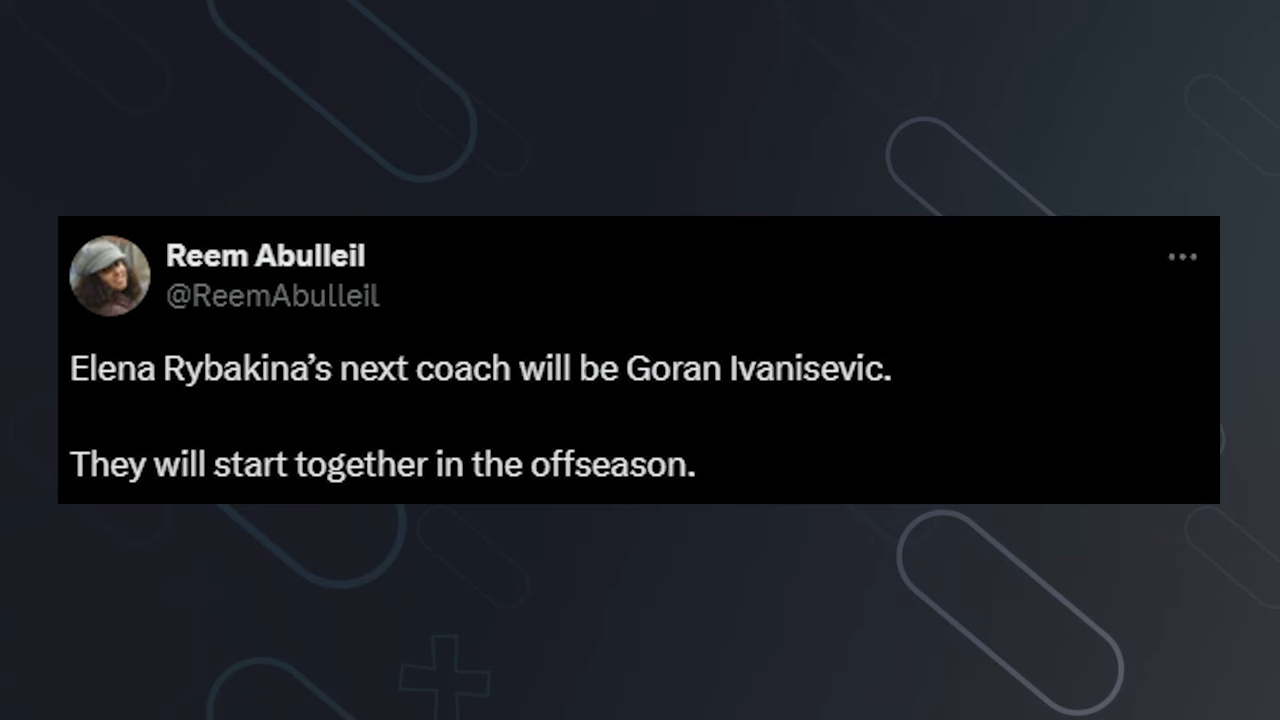 Reem Abulleil
@ReemAbulleil
Elena Rybakina’s next coach will be Goran Ivanisevic.
They will start together in the offseason.